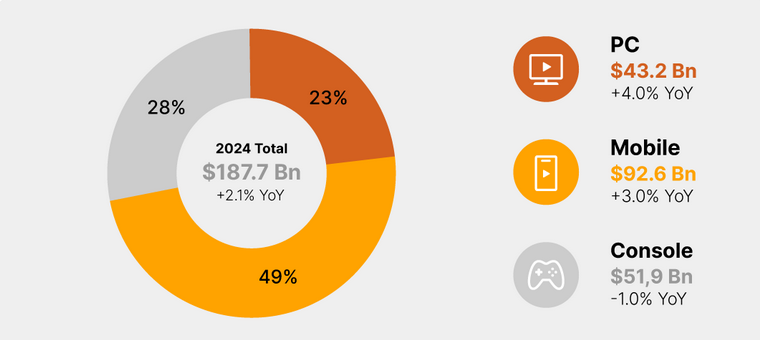 28%
23%
49%
2024 Total
$187.7 Bn
+2.1% YoY
PC
$43.2 Bn
+4.0% YoY
Mobile
$92.6 Bn
+3.0% YoY
Console
$51,9 Bn
-1.0% YoY